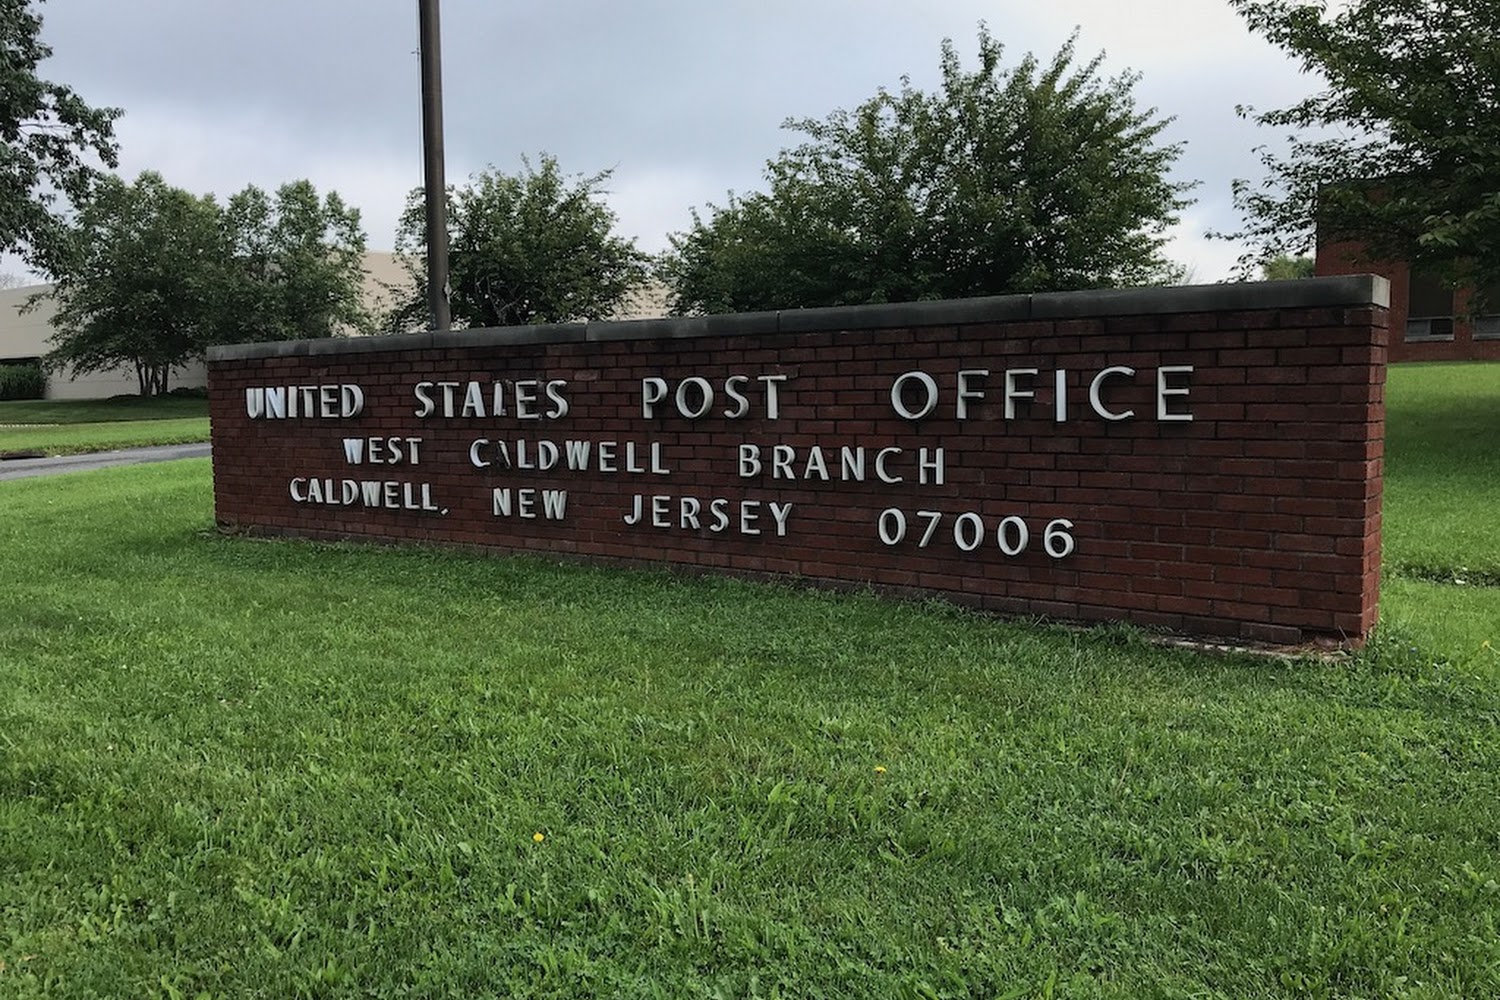 UNITED STATES POST OFFICE
WEST CALDWELL BRANCH
CALDWELL, NEW JERSEY 07006